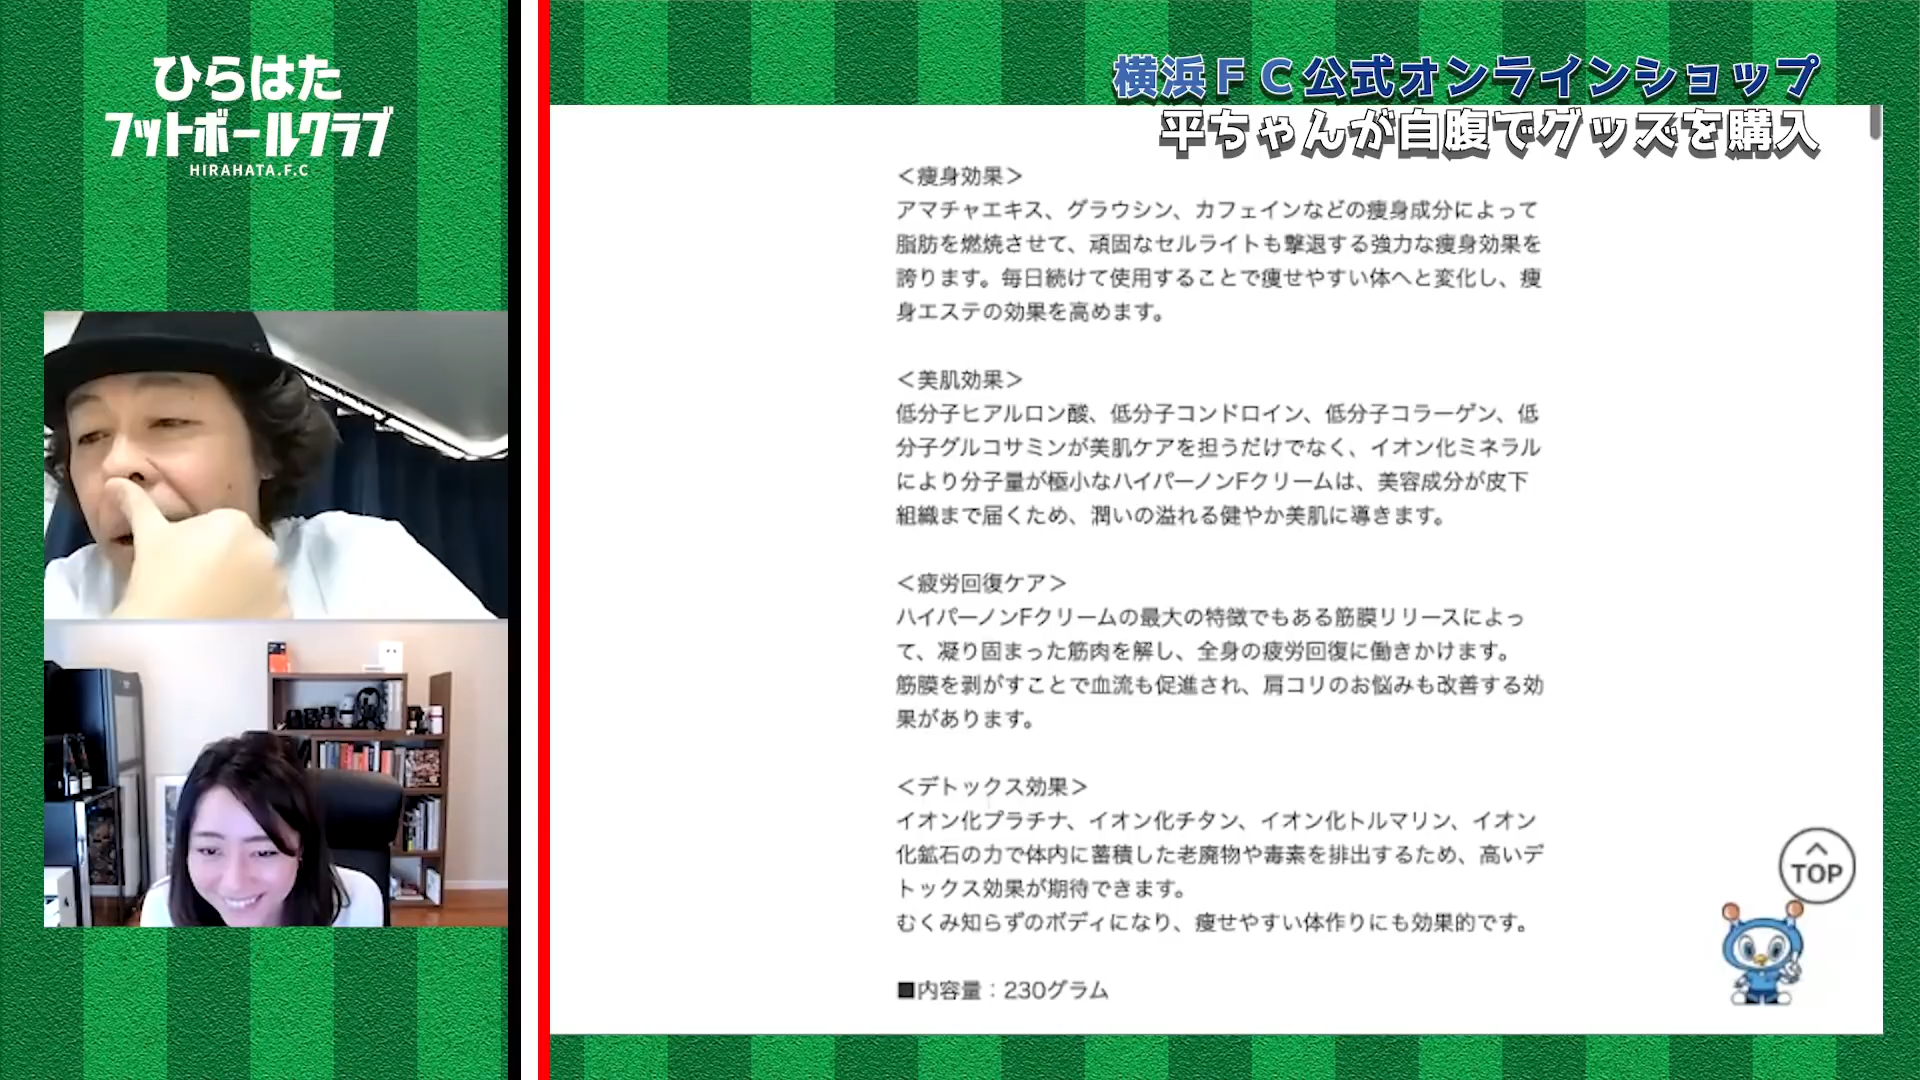 ひらはた
フットボールクラブ
HIRAHATA.F.C
横浜FC公式オンラインショップ
平ちゃんが自腹でグッズを購入
＜痩身効果＞
アマチャエキス、グラウシン、カフェインなどの痩身成分によって
脂肪を燃焼させて、頑固なセルライトも撃退する強力な痩身効果を
誇ります。毎日続けて使用することで痩せやすい体へと変化し、痩
身エステの効果を高めます。
＜美肌効果＞
低分子ヒアルロン酸、低分子コンドロイン、低分子コラーゲン、低
分子グルコサミンが美肌ケアを担うだけでなく、イオン化ミネラル
により分子量が極小なハイパーノンFクリームは、美容成分が皮下
組織まで届くため、潤いの溢れる健やか美肌に導きます。
＜疲労回復ケア＞
ハイパーノンFクリームの最大の特徴でもある筋膜リリースによっ
て、凝り固まった筋肉を解し、全身の疲労回復に働きかけます。
筋膜を剥がすことで血流も促進され、肩コリのお悩みも改善する効
果があります。
＜デトックス効果＞
イオン化プラチナ、イオン化チタン、イオン化トルマリン、イオン
化鉱石の力で体内に蓄積した老廃物や毒素を排出するため、高いデ
トックス効果が期待できます。
むくみ知らずのボディになり、痩せやすい体作りにも効果的です。
■内容量：230グラム
TOP